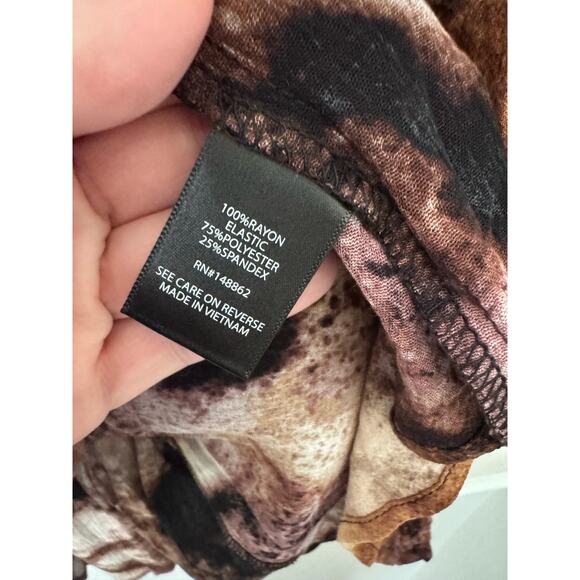 100%RAYON
ELASTIC
75%POLYESTER
25%SPANDEX
RN#148862
SEE CARE ON REVERSE
MADE IN VIETNAM